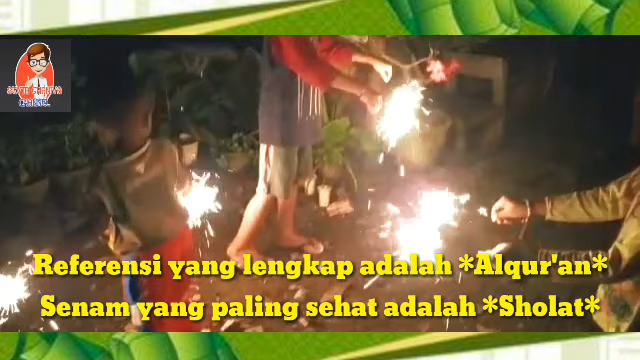 Referensi yang lengkap adalah *Alqur'an*
Senam yang paling sehat adalah *Sholat*